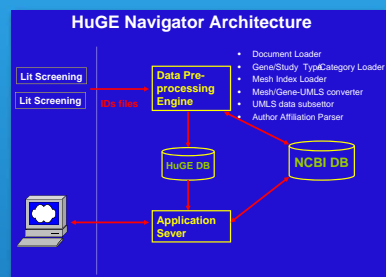 HuGE Navigator Architecture
Lit Screening
Lit Screening
IDs files
Data Pre-
processing
Engine
• Document Loader
• Gene/Study Type/Category Loader
• Mesh Index Loader
• Mesh/Gene-UMLS converter
• UMLS data subsettor
• Author Affiliation Parser
HuGE DB
NCBI DB
Application
Sever